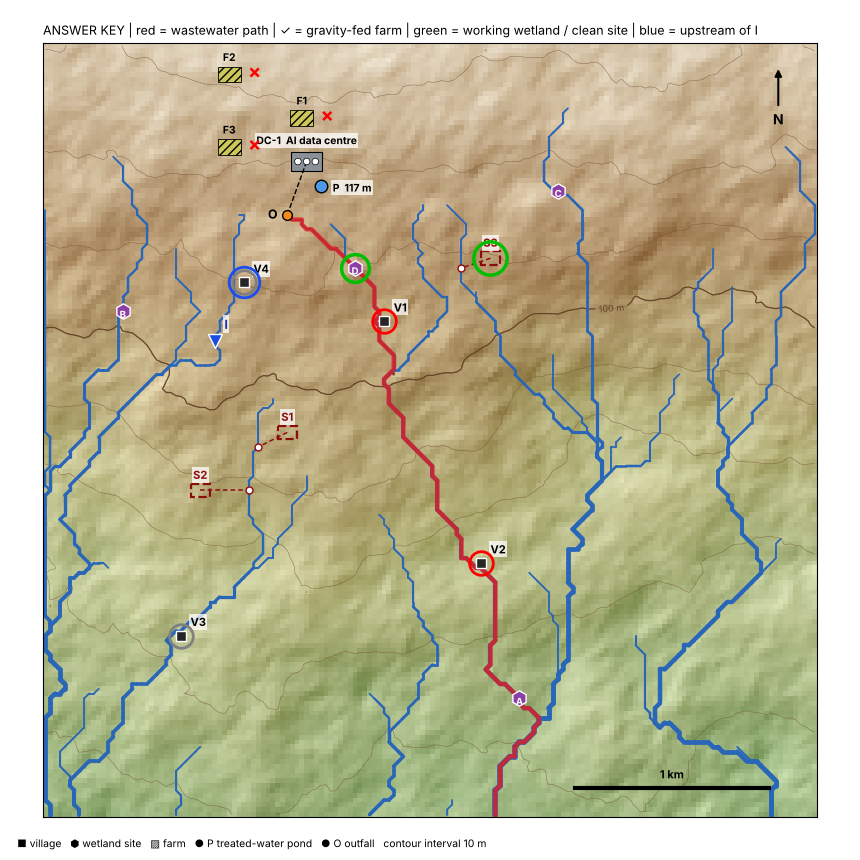 ANSWER KEY | red = wastewater path | ✓ = gravity-fed farm | green = working wetland / clean site | blue = upstream of I
F2
F1
F3
DC-1 AI data centre
N
P 117 m
C
O
S3
D
V4
B
V1
I
100 m
S1
S2
V2
V3
A
1 km
village wetland site farm P treated-water pond O outfall contour interval 10 m